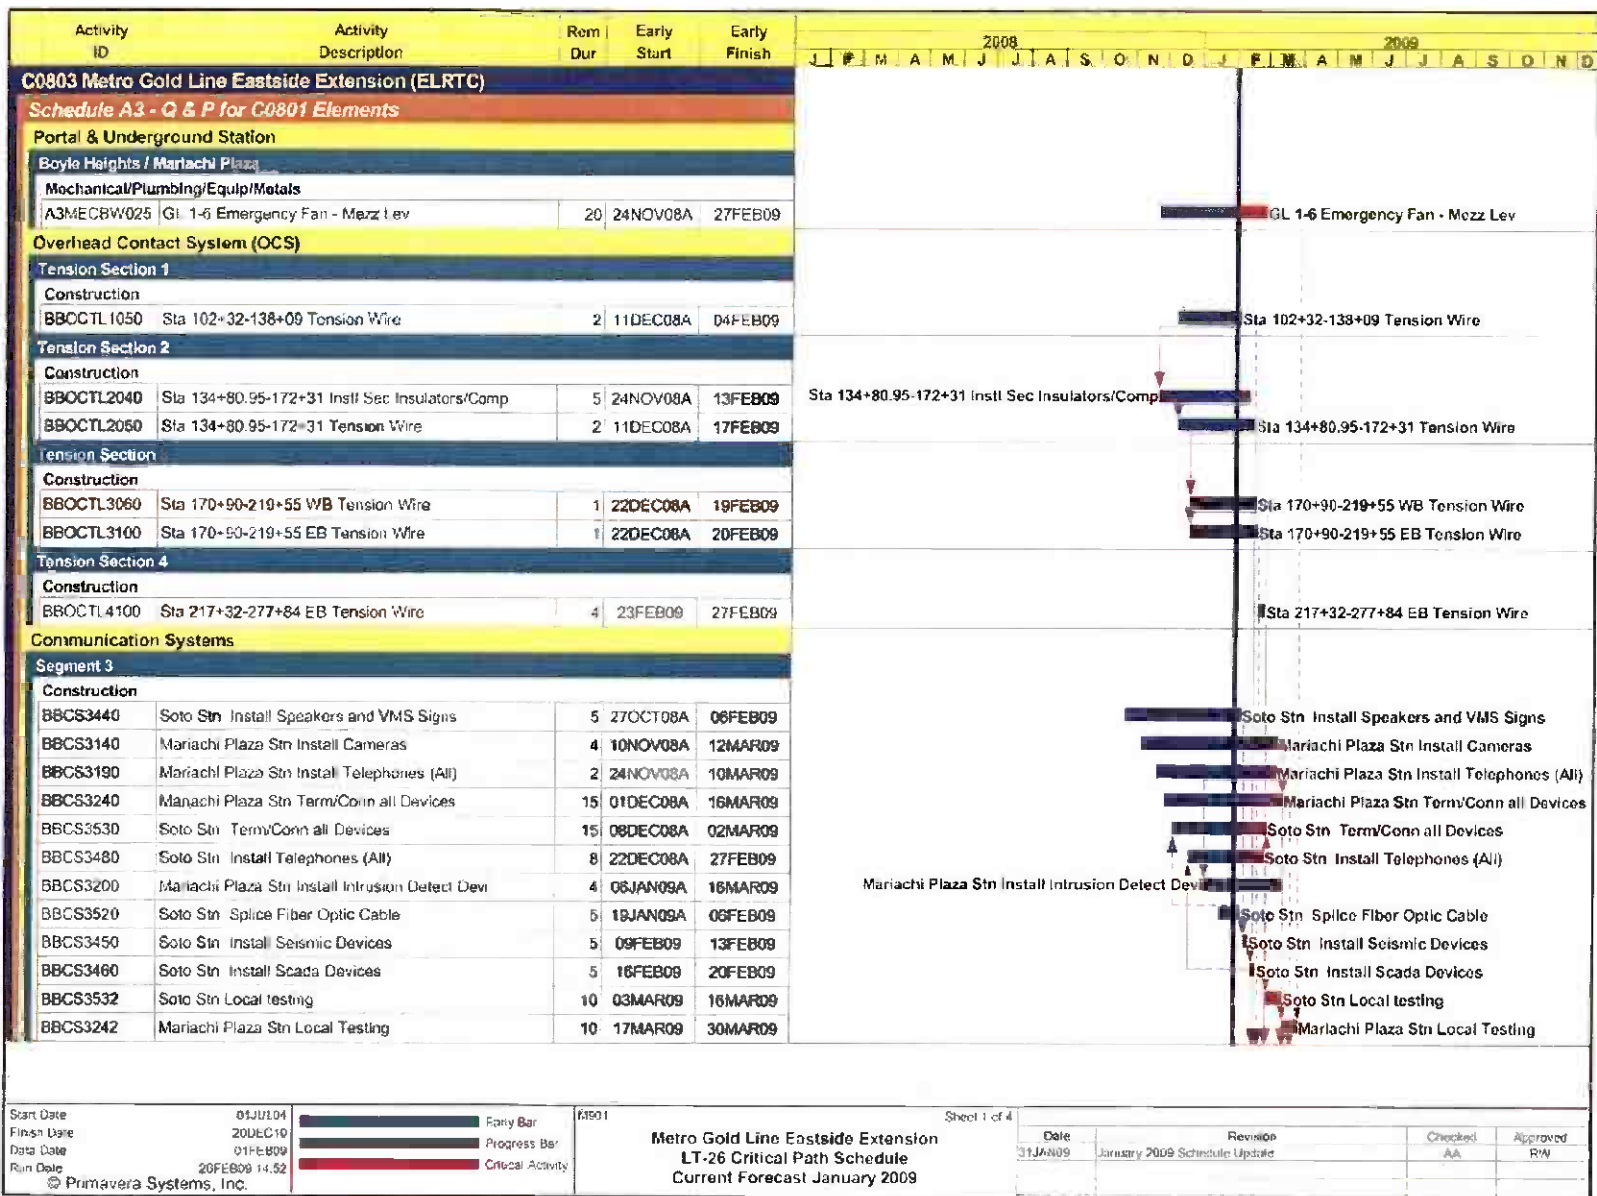 Activity ID Activity Description Rem Dur Early Start Early Finish 2008 2009
J F M A M J J A S O N D J F M A M J J A S O N D
C0803 Metro Gold Line Eastside Extension (ELRTC)
Schedule A3 - Q & P for C0801 Elements
Portal & Underground Station
Boyle Heights / Mariachi Plaza
Mechanical/Plumbing/Equip/Metals
A3MECBW025 GL 1-6 Emergency Fan - Mezz Lev 20 24NOV08A 27FEB09 GL 1-6 Emergency Fan - Mezz Lev
Overhead Contact System (OCS)
Tension Section 1
Construction
BBOCTL1050 Sta 102+32-138+09 Tension Wire 2 11DEC08A 04FEB09 Sta 102+32-138+09 Tension Wire
Tension Section 2
Construction
BBOCTL2040 Sta 134+80.95-172+31 Instl Sec Insulators/Comp 5 24NOV08A 13FEB09 Sta 134+80.95-172+31 Instl Sec Insulators/Comp
BBOCTL2050 Sta 134+80.95-172+31 Tension Wire 2 11DEC08A 17FEB09 Sta 134+80.95-172+31 Tension Wire
Tension Section
Construction
BBOCTL3060 Sta 170+90-219+55 WB Tension Wire 1 22DEC08A 19FEB09 Sta 170+90-219+55 WB Tension Wire
BBOCTL3100 Sta 170+90-219+55 EB Tension Wire 1 22DEC08A 20FEB09 Sta 170+90-219+55 EB Tension Wire
Tension Section 4
Construction
BBOCTL4100 Sta 217+32-277+84 EB Tension Wire 4 23FEB09 27FEB09 Sta 217+32-277+84 EB Tension Wire
Communication Systems
Segment 3
Construction
BBCS3440 Soto Stn Install Speakers and VMS Signs 5 27OCT08A 06FEB09 Soto Stn Install Speakers and VMS Signs
BBCS3140 Mariachi Plaza Stn Install Cameras 4 10NOV08A 12MAR09 Mariachi Plaza Stn Install Cameras
BBCS3190 Mariachi Plaza Stn Install Telephones (All) 2 24NOV08A 10MAR09 Mariachi Plaza Stn Install Telephones (All)
BBCS3240 Mariachi Plaza Stn Term/Conn all Devices 15 01DEC08A 16MAR09 Mariachi Plaza Stn Term/Conn all Devices
BBCS3530 Soto Stn Term/Conn all Devices 15 08DEC08A 02MAR09 Soto Stn Term/Conn all Devices
BBCS3480 Soto Stn Install Telephones (All) 8 22DEC08A 27FEB09 Soto Stn Install Telephones (All)
BBCS3200 Mariachi Plaza Stn Install Intrusion Detect Devi 4 06JAN09A 16MAR09 Mariachi Plaza Stn Install Intrusion Detect Devi
BBCS3520 Soto Stn Splice Fiber Optic Cable 5 19JAN09A 06FEB09 Soto Stn Splice Fiber Optic Cable
BBCS3450 Soto Stn Install Seismic Devices 5 09FEB09 13FEB09 Soto Stn Install Seismic Devices
BBCS3460 Soto Stn Install Scada Devices 5 16FEB09 20FEB09 Soto Stn Install Scada Devices
BBCS3532 Soto Stn Local testing 10 03MAR09 16MAR09 Soto Stn Local testing
BBCS3242 Mariachi Plaza Stn Local Testing 10 17MAR09 30MAR09 Mariachi Plaza Stn Local Testing
Start Date 01JUL04
Finish Date 20DEC10
Data Date 01FEB09
Run Date 26FEB09 14:52
© Primavera Systems, Inc.
Early Bar
Progress Bar
Critical Activity
M901 Sheet 1 of 4
Metro Gold Line Eastside Extension
LT-26 Critical Path Schedule
Current Forecast January 2009
Date Revision Checked Approved
31JAN09 January 2009 Schedule Update AA RW